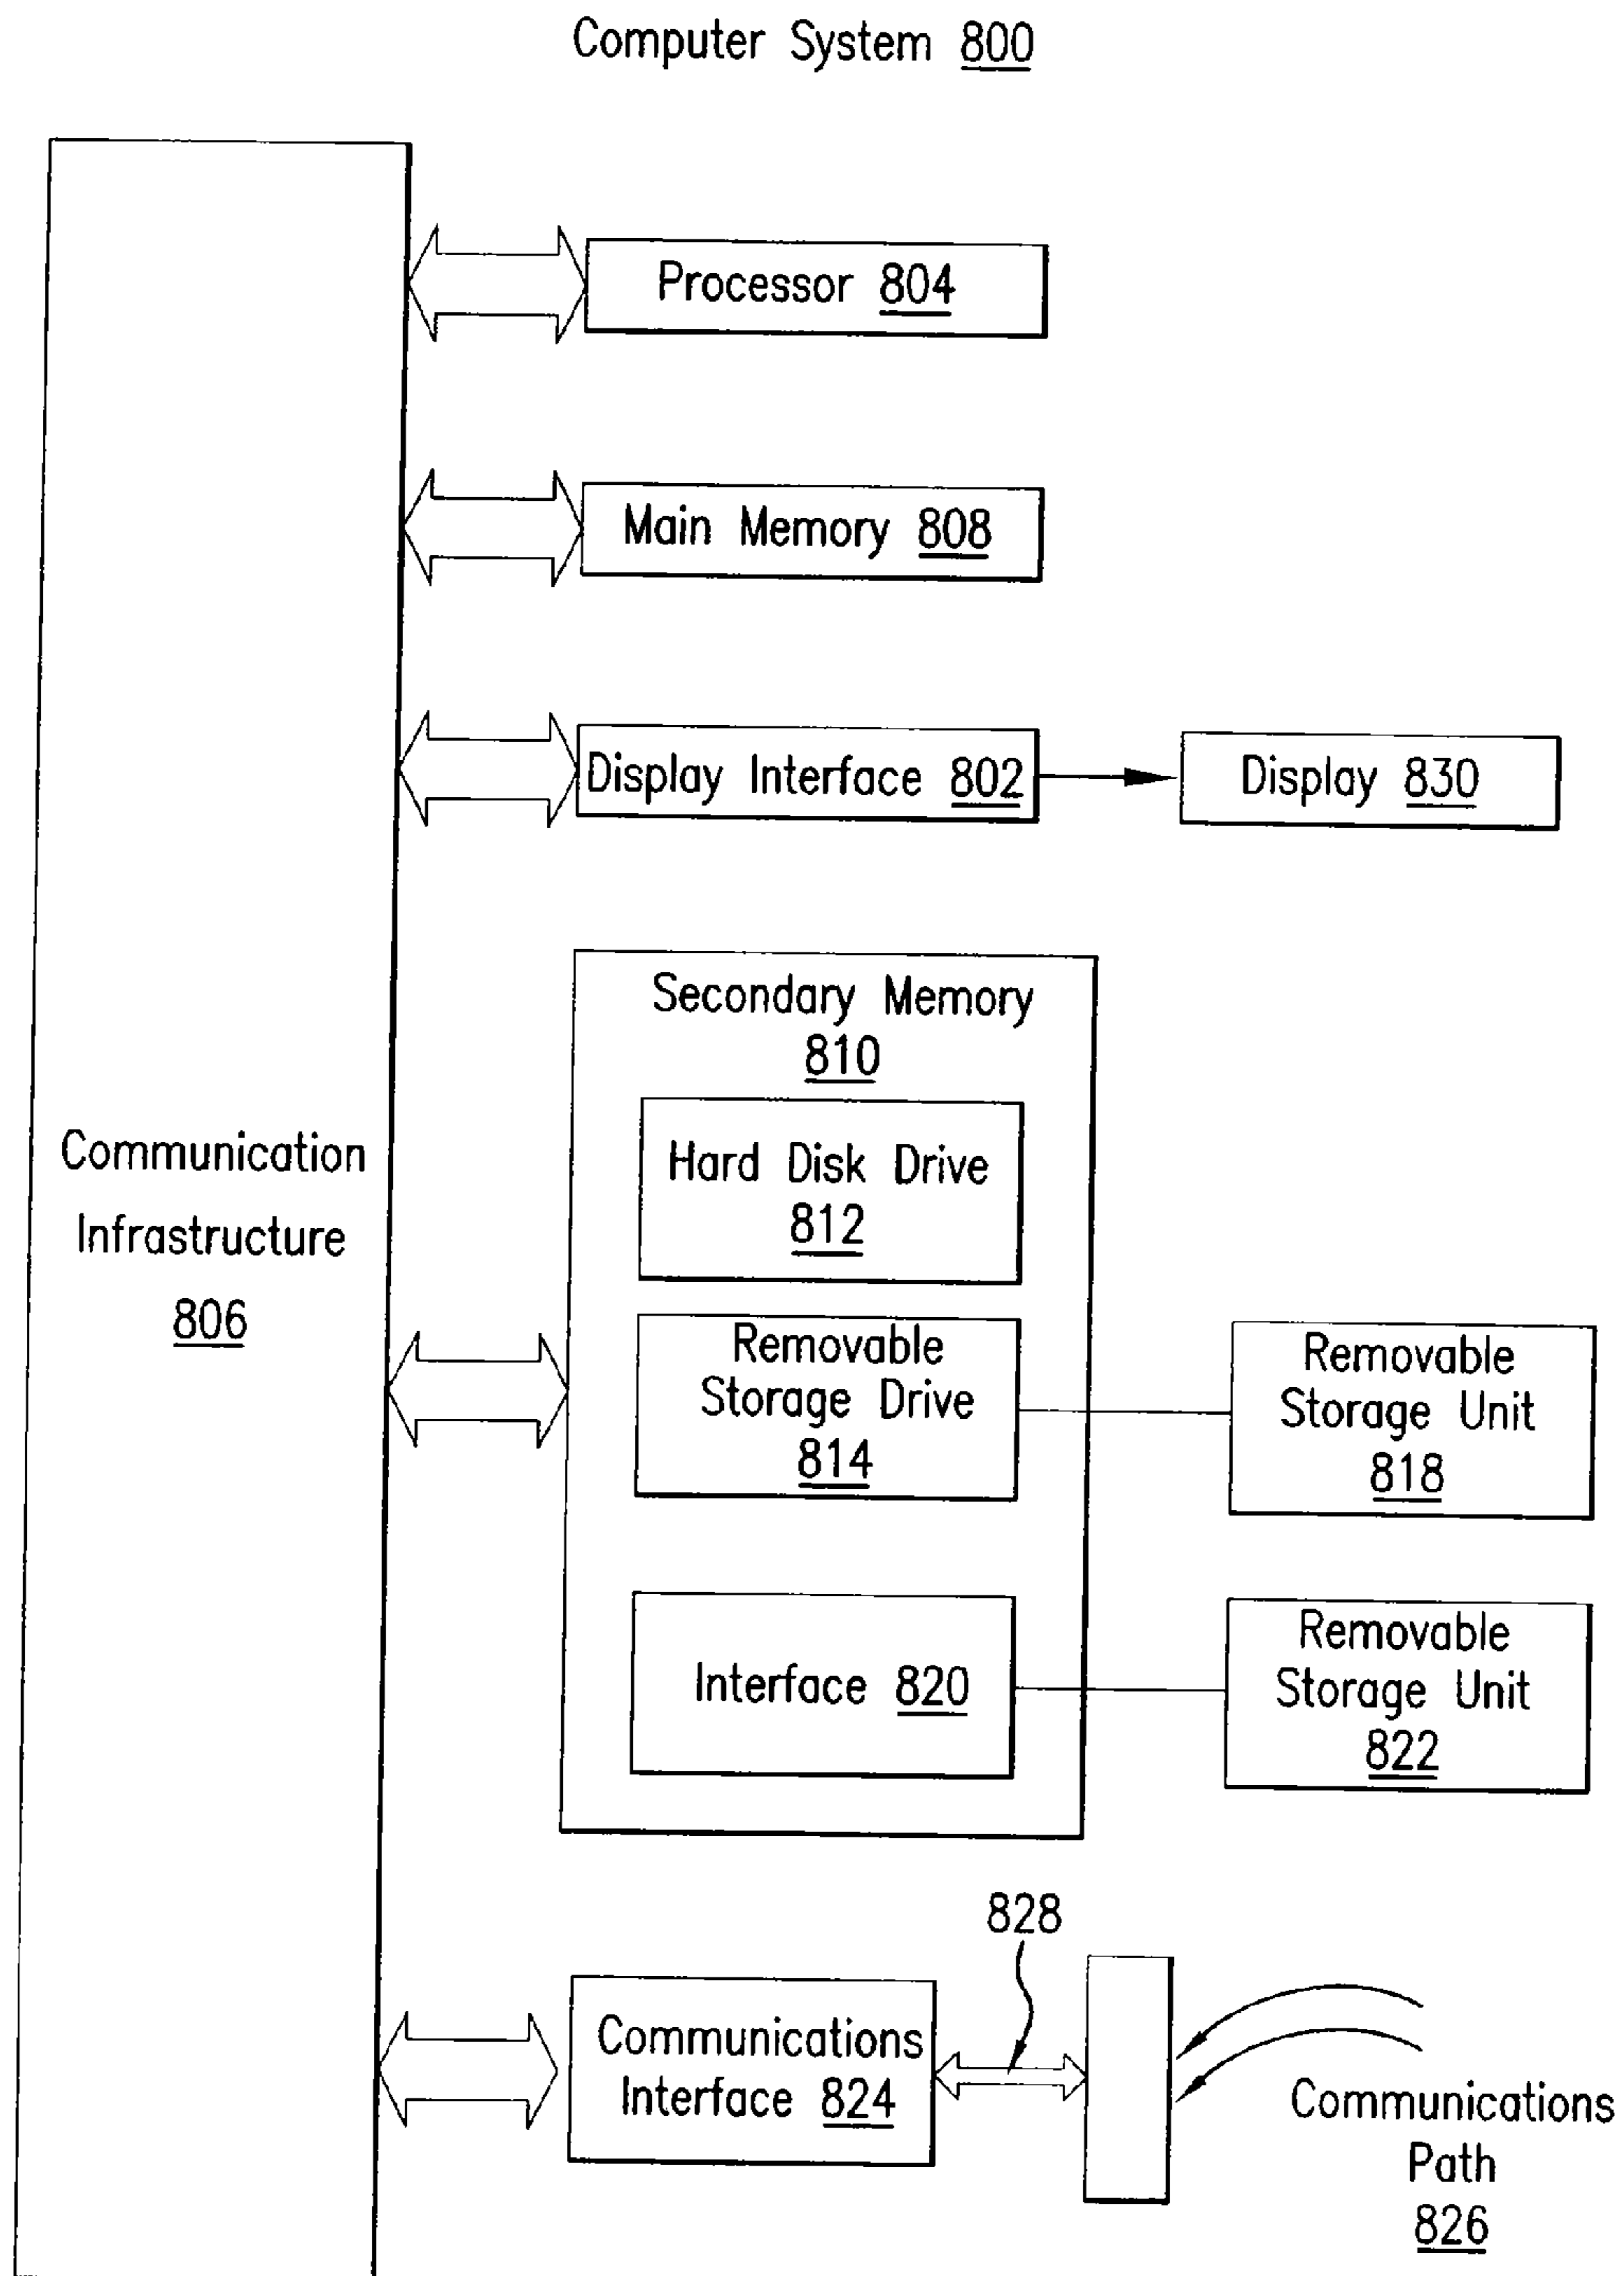 Computer System 800
Processor 804
Main Memory 808
Display Interface 802
Display 830
Secondary Memory
810
Hard Disk Drive
812
Communication
Infrastructure
806
Removable
Storage Drive
814
Removable
Storage Unit
818
Interface 820
Removable
Storage Unit
822
828
Communications
Interface 824
Communications
Path
826